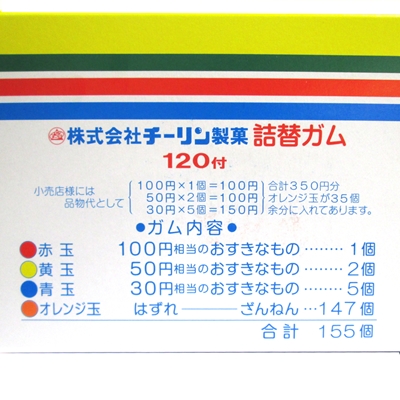 株式会社チーリン製菓 詰替ガム
120付
小売店様には
品物代として
100円×1個=100円
50円×2個=100円
30円×5個=150円
合計350円分
オレンジ玉が35個
余分に入れてあります。
●ガム内容●
赤玉 100円相当のおすきなもの……… 1個
黄玉 50円相当のおすきなもの……… 2個
青玉 30円相当のおすきなもの……… 5個
オレンジ玉 はずれ――――ざんねん…147個
合計 155個